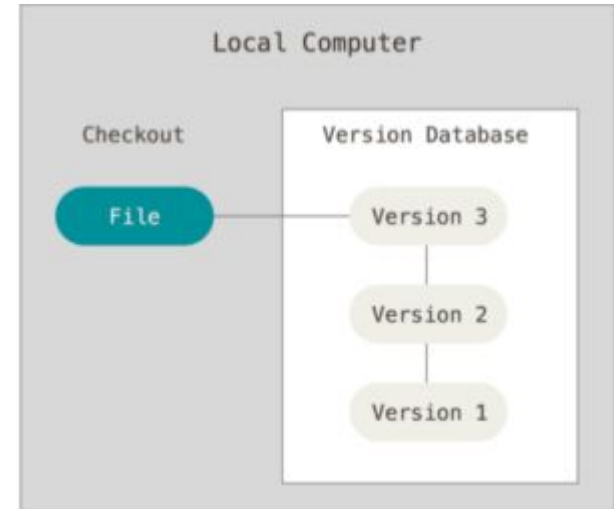 Local Computer
Checkout
Version Database
File
Version 3
Version 2
Version 1